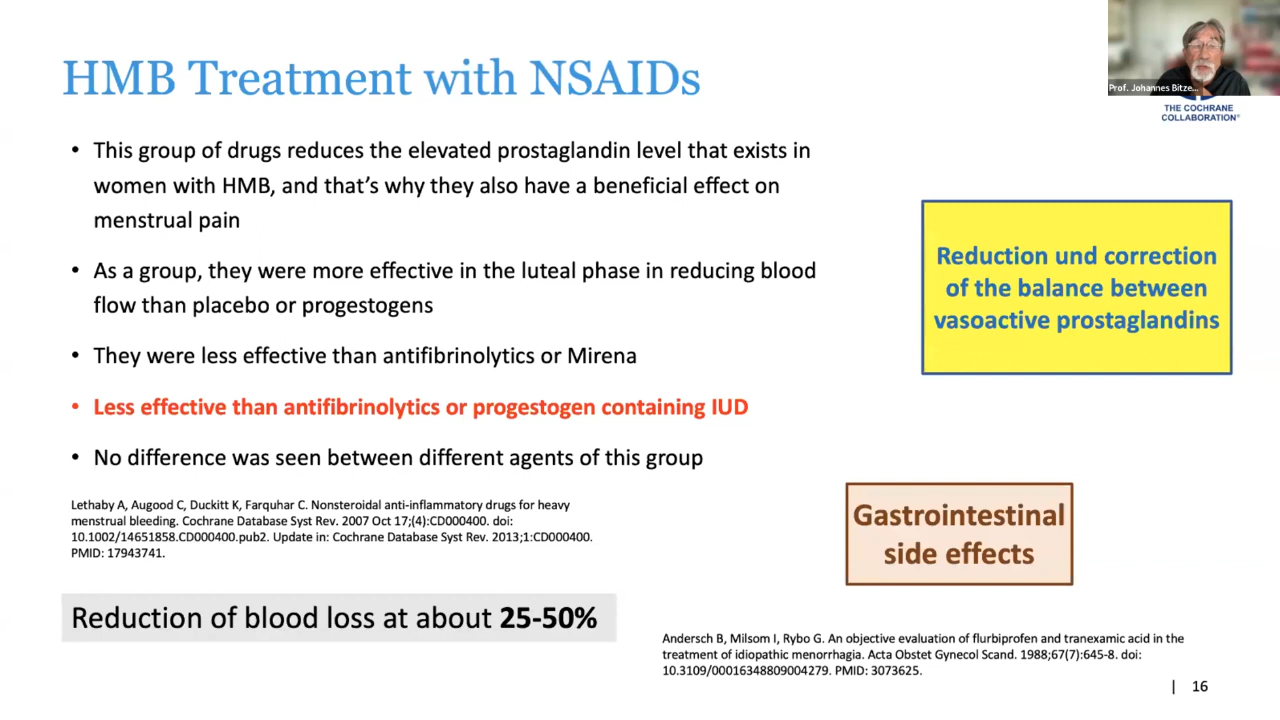 HMB Treatment with NSAIDs
Prof. Johannes Bitze...
THE COCHRANE
COLLABORATION®
• This group of drugs reduces the elevated prostaglandin level that exists in
women with HMB, and that's why they also have a beneficial effect on
menstrual pain
• As a group, they were more effective in the luteal phase in reducing blood
flow than placebo or progestogens
• They were less effective than antifibrinolytics or Mirena
• Less effective than antifibrinolytics or progestogen containing IUD
• No difference was seen between different agents of this group
Reduction und correction
of the balance between
vasoactive prostaglandins
Gastrointestinal
side effects
Lethaby A, Augood C, Duckitt K, Farquhar C. Nonsteroidal anti-inflammatory drugs for heavy
menstrual bleeding. Cochrane Database Syst Rev. 2007 Oct 17;(4):CD000400. doi:
10.1002/14651858.CD000400.pub2. Update in: Cochrane Database Syst Rev. 2013;1:CD000400.
PMID: 17943741.
Reduction of blood loss at about 25-50%
Andersch B, Milsom I, Rybo G. An objective evaluation of flurbiprofen and tranexamic acid in the
treatment of idiopathic menorrhagia. Acta Obstet Gynecol Scand. 1988;67(7):645-8. doi:
10.3109/00016348809004279. PMID: 3073625.
| 16